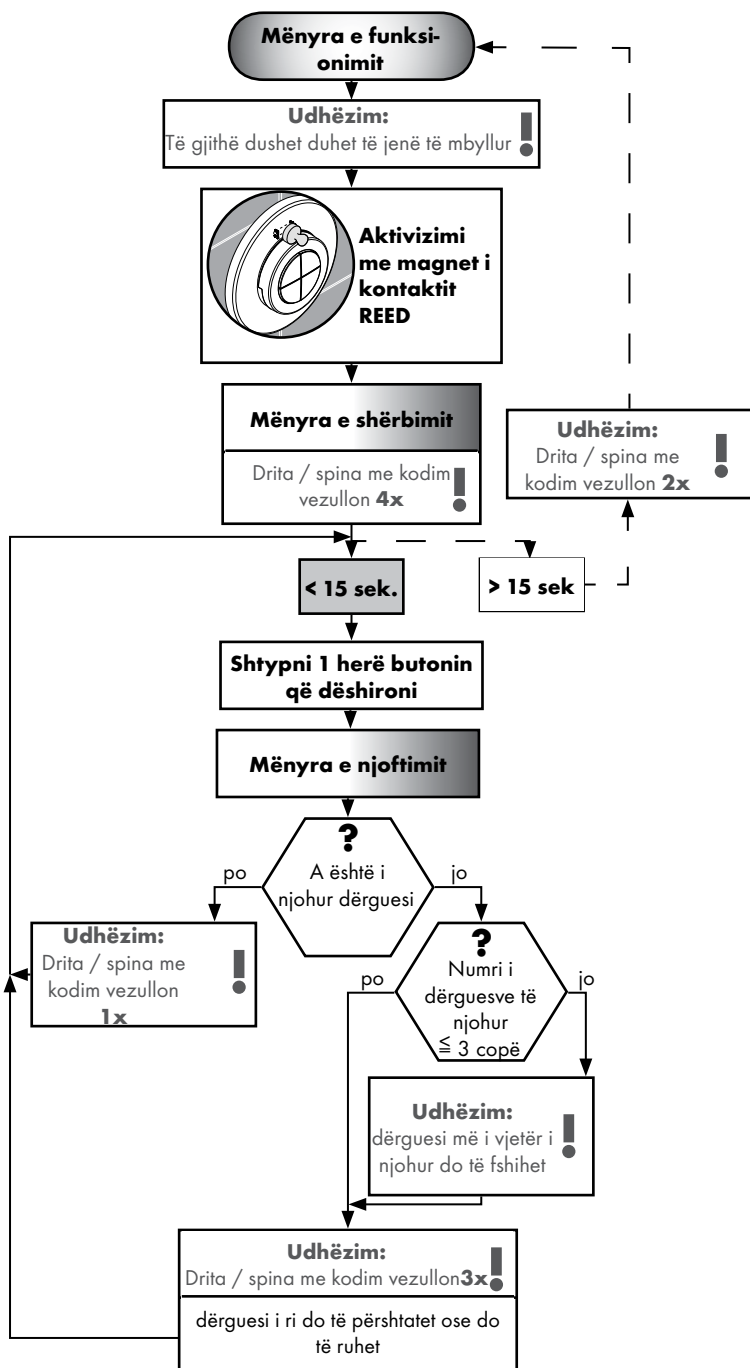 Mënyra e funksi-
onimit
Udhëzim:
Të gjithë dushet duhet të jenë të mbyllur
!
Aktivizimi
me magnet i
kontaktit
REED
Mënyra e shërbimit
Drita / spina me kodim
vezullon 4x
!
Udhëzim:
Drita / spina me
kodim vezullon 2x
!
< 15 sek.
> 15 sek
Shtypni 1 herë butonin
që dëshironi
Mënyra e njoftimit
?
A është i
njohur dërguesi
po
jo
Udhëzim:
Drita / spina me
kodim vezullon
1x
!
?
Numri i
dërguesve të
njohur
≦ 3 copë
po
jo
Udhëzim:
dërguesi më i vjetër i
njohur do të fshihet
!
Udhëzim:
Drita / spina me kodim vezullon3x
!
dërguesi i ri do të përshtatet ose do
të ruhet